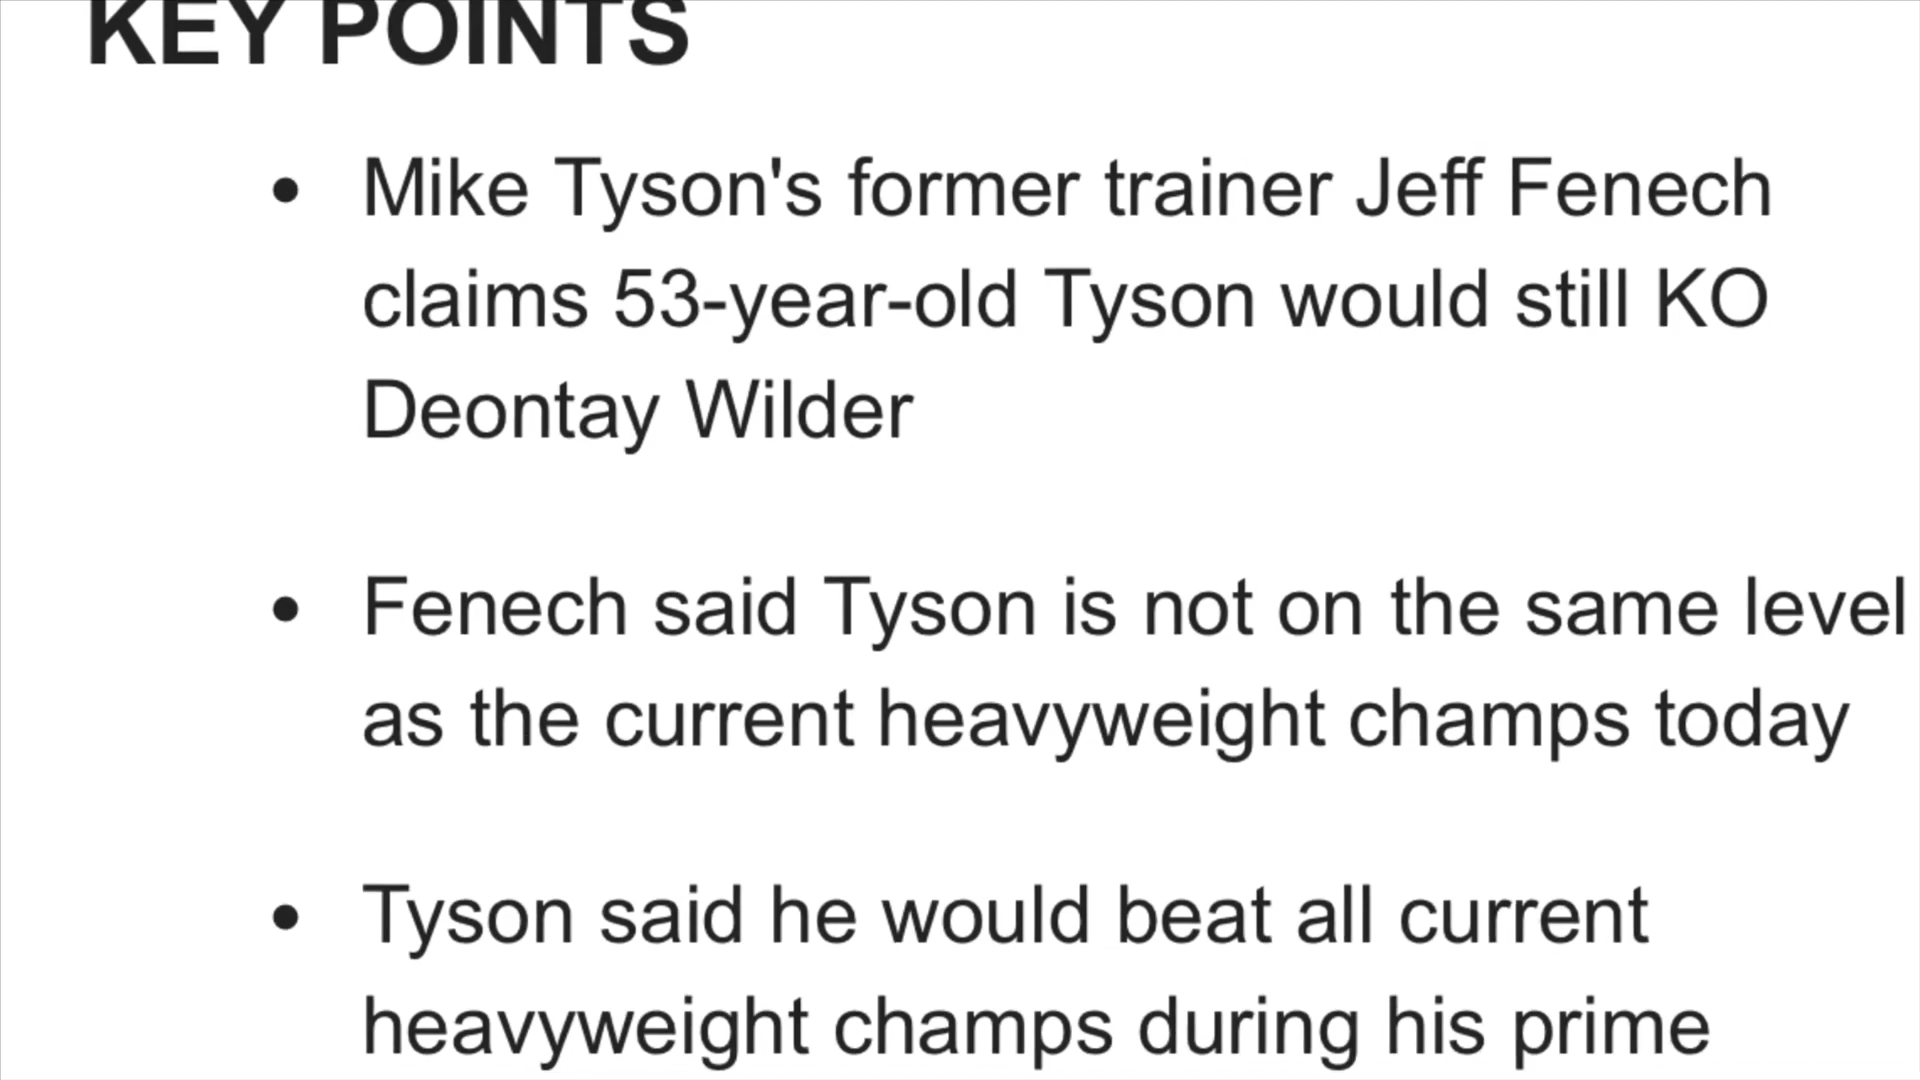 KEY POINTS
• Mike Tyson's former trainer Jeff Fenech
claims 53-year-old Tyson would still KO
Deontay Wilder
• Fenech said Tyson is not on the same level
as the current heavyweight champs today
• Tyson said he would beat all current
heavyweight champs during his prime